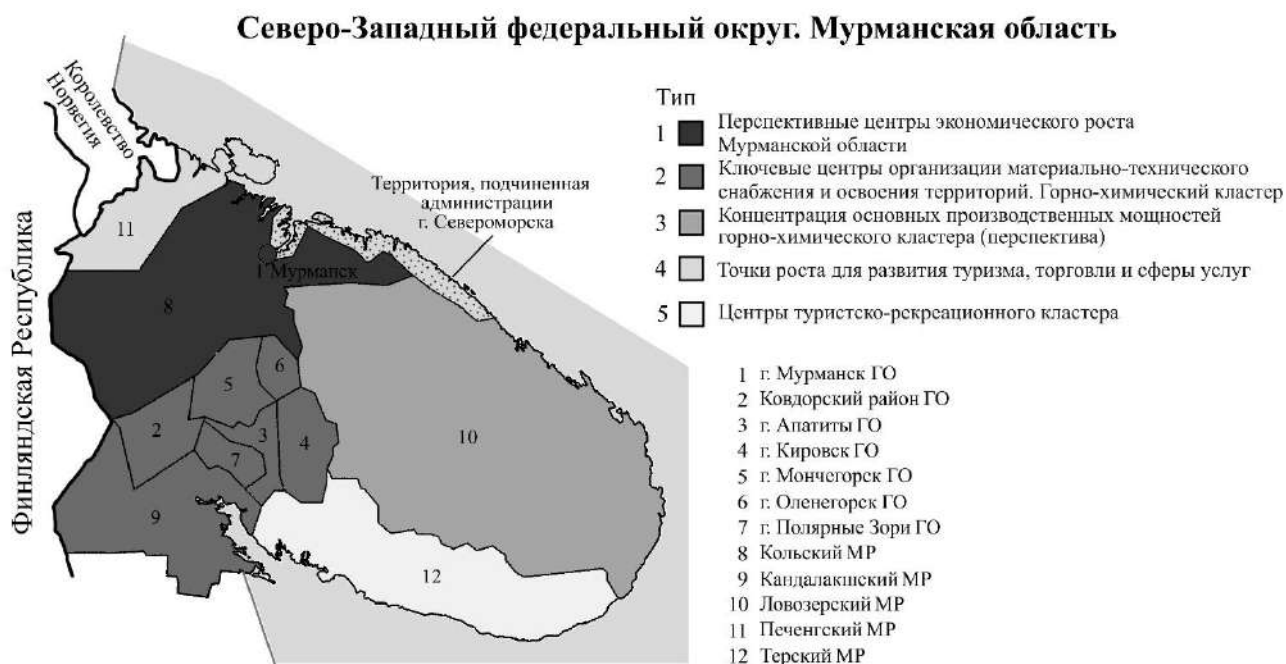 Северо-Западный федеральный округ. Мурманская область
Королевство
Норвегия
Финляндская Республика
Территория, подчиненная
администрации
г. Североморска
11
1 Мурманск
8
6
5
2
3
4
7
10
9
12
Тип
1 Перспективные центры экономического роста
Мурманской области
2 Ключевые центры организации материально-технического
снабжения и освоения территорий. Горно-химический кластер
3 Концентрация основных производственных мощностей
горно-химического кластера (перспектива)
4 Точки роста для развития туризма, торговли и сферы услуг
5 Центры туристско-рекреационного кластера
1 г. Мурманск ГО
2 Ковдорский район ГО
3 г. Апатиты ГО
4 г. Кировск ГО
5 г. Мончегорск ГО
6 г. Оленегорск ГО
7 г. Полярные Зори ГО
8 Кольский МР
9 Кандалакшский МР
10 Ловозерский МР
11 Печенгский МР
12 Терский МР